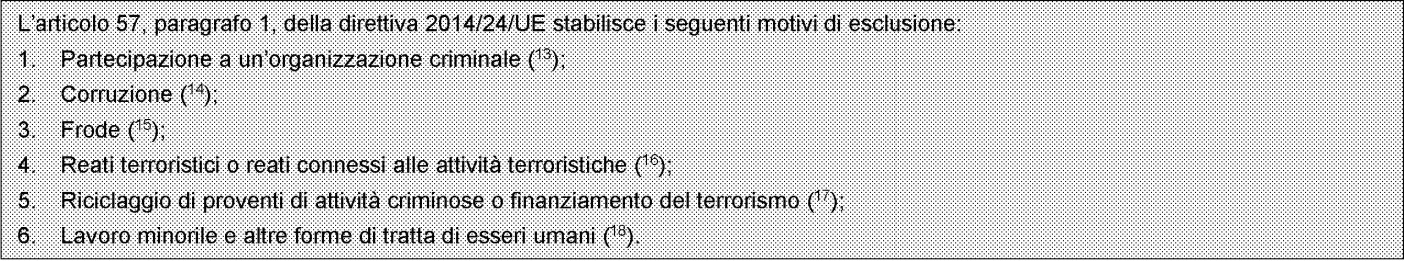 L'articolo 57, paragrafo 1, della direttiva 2014/24/UE stabilisce i seguenti motivi di esclusione:
1. Partecipazione a un'organizzazione criminale (13);
2. Corruzione (14);
3. Frode (15);
4. Reati terroristici o reati connessi alle attività terroristiche (16);
5. Riciclaggio di proventi di attività criminose o finanziamento del terrorismo (17);
6. Lavoro minorile e altre forme di tratta di esseri umani (18).